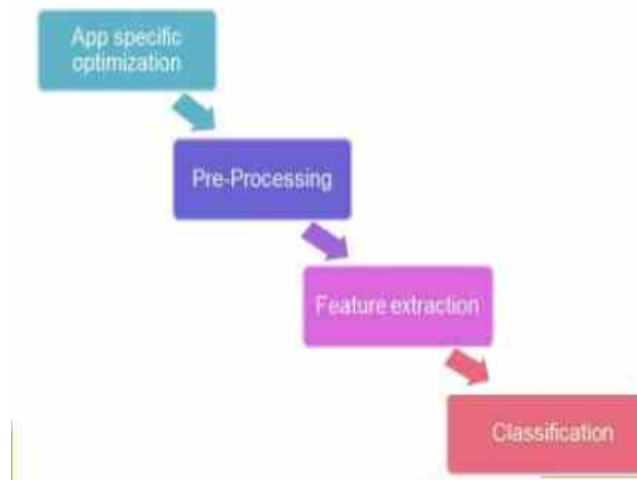 App specific
optimization
Pre-Processing
Feature extraction
Classification